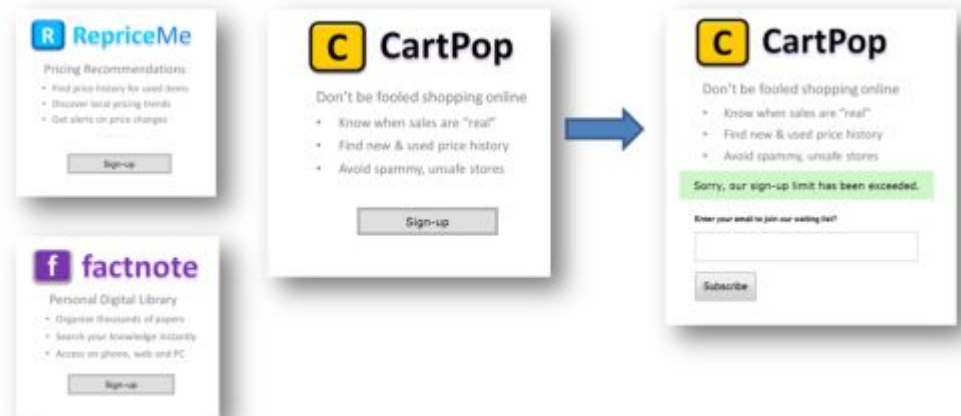 R RepriceMe
Pricing Recommendations
• Find price history for used items
• Discover local pricing trends
• Get alerts on price changes
Sign-up
f factnote
Personal Digital Library
• Organize thousands of papers
• Search your knowledge instantly
• Access on phone, web and PC
Sign-up
C CartPop
Don't be fooled shopping online
• Know when sales are "real"
• Find new & used price history
• Avoid spammy, unsafe stores
Sign-up
C CartPop
Don't be fooled shopping online
• Know when sales are "real"
• Find new & used price history
• Avoid spammy, unsafe stores
Sorry, our sign-up limit has been exceeded.
Enter your email to join our waiting list?
Subscribe